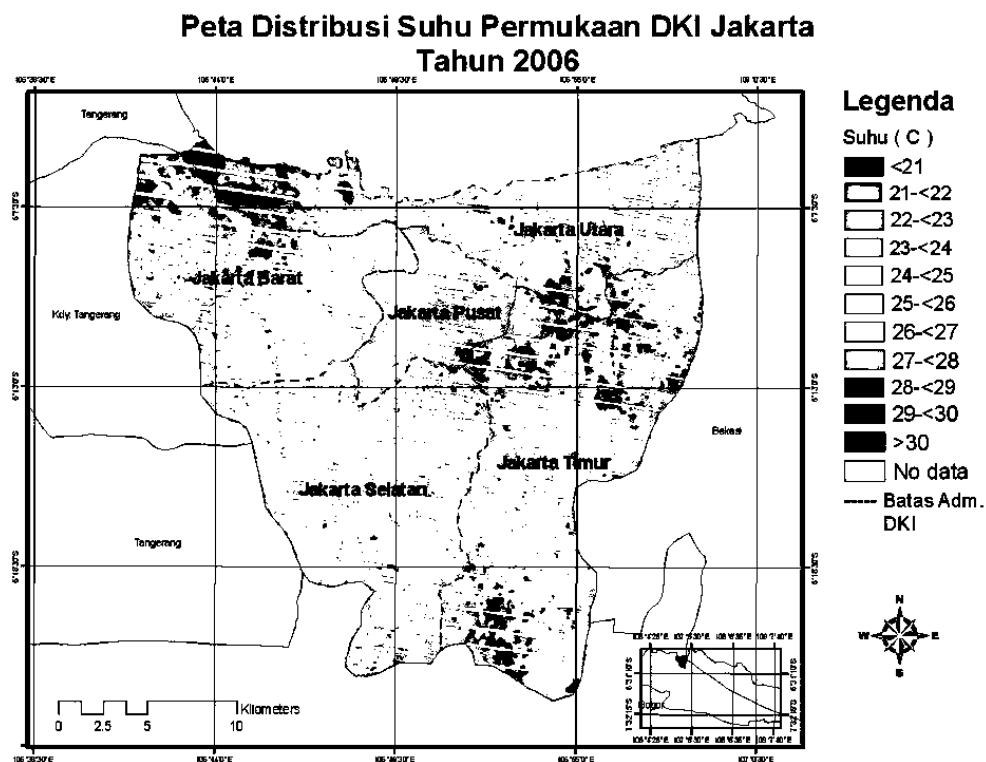 Peta Distribusi Suhu Permukaan DKI Jakarta
Tahun 2006
Tangerang
Jakarta Utara
Jakarta Barat
Jakarta Pusat
Kdy. Tangerang
Bekasi
Jakarta Timur
Jakarta Selatan
Tangerang
Bogor
0 2.5 5 10
Kilometers
Legenda
Suhu ( C )
<21
21-<22
22-<23
23-<24
24-<25
25-<26
26-<27
27-<28
28-<29
29-<30
>30
No data
Batas Adm.
DKI
N
W E
S